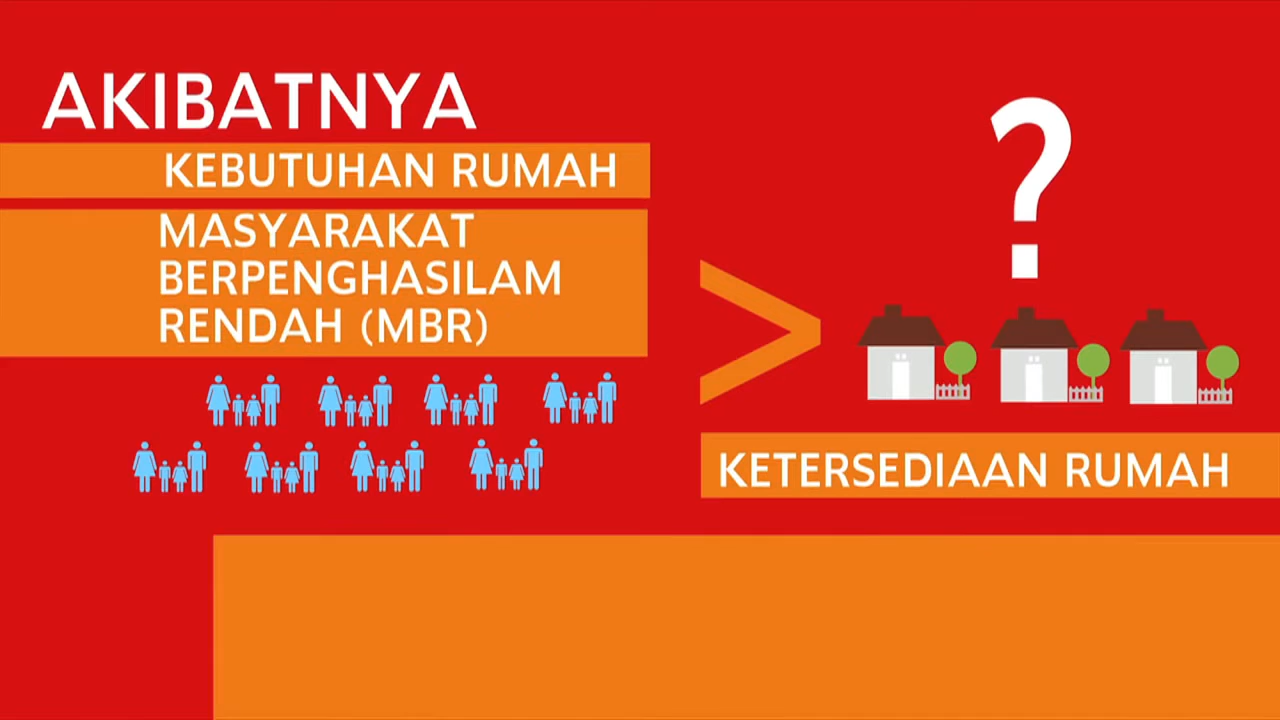 AKIBATNYA
KEBUTUHAN RUMAH
MASYARAKAT
BERPENGHASILAM
RENDAH (MBR)
>
?
KETERSEDIAAN RUMAH